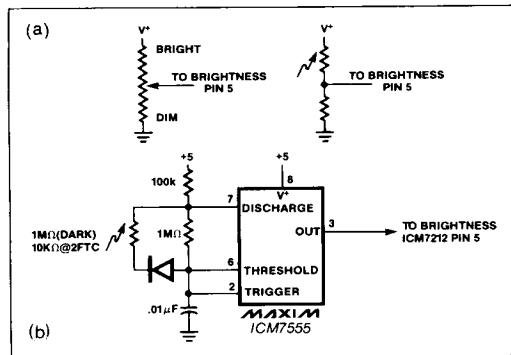 (a)
V+
BRIGHT
TO BRIGHTNESS
PIN 5
DIM
V+
TO BRIGHTNESS
PIN 5
+5
100k
1MΩ(DARK)
10KΩ@2FTC
1MΩ
.01μF
+5
8
V+
7
DISCHARGE
OUT
3
TO BRIGHTNESS
ICM7212 PIN 5
6
THRESHOLD
2
TRIGGER
MAXIM
ICM7555
(b)